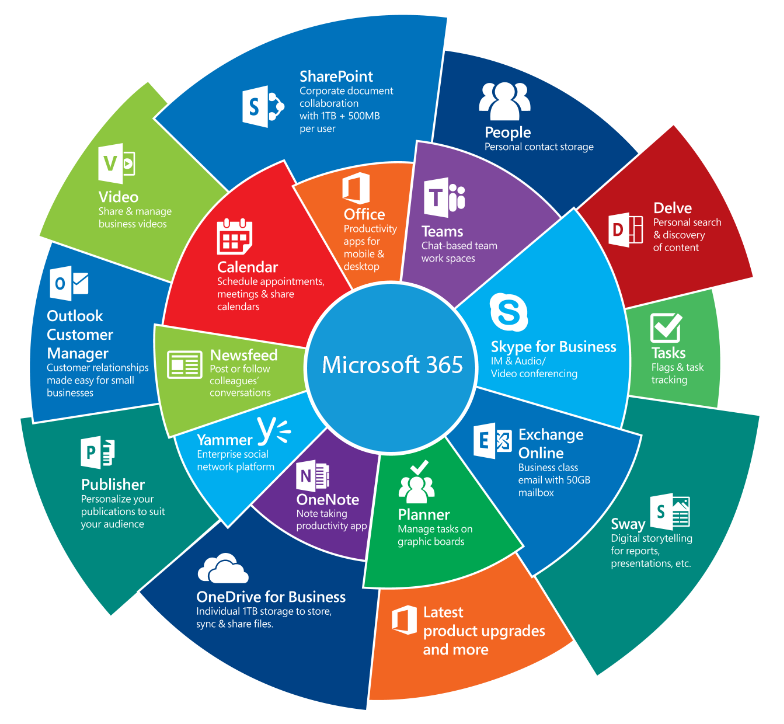 SharePoint
Corporate document
collaboration
with 1TB + 500MB
per user
S
People
Personal contact storage
V
Video
Share & manage
business videos
Delve
Personal search
& discovery
of content
D
Office
Productivity
apps for
mobile &
desktop
T
Teams
Chat-based team
work spaces
Calendar
Schedule appointments,
meetings & share
calendars
O
Outlook
Customer
Manager
Customer relationships
made easy for small
businesses
S
Skype for Business
IM & Audio/
Video conferencing
Tasks
Flags & task
tracking
Newsfeed
Post or follow
colleagues'
conversations
Microsoft 365
Yammer
Enterprise social
network platform
E
Exchange
Online
Business class
email with 50GB
mailbox
P
Publisher
Personalize your
publications to suit
your audience
N
OneNote
Note taking
productivity app
Planner
Manage tasks on
graphic boards
Sway
S
Digital storytelling
for reports,
presentations, etc.
OneDrive for Business
Individual 1TB storage to store,
sync & share files.
Latest
product upgrades
and more